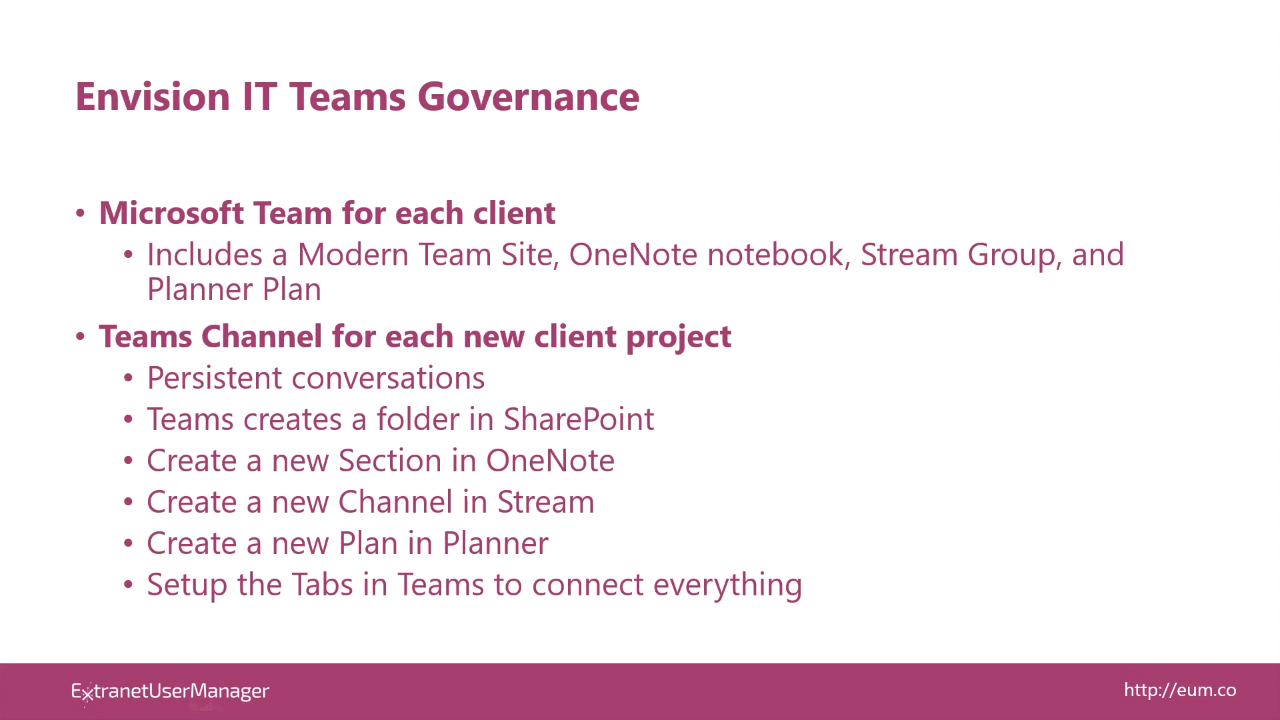 Envision IT Teams Governance
• Microsoft Team for each client
• Includes a Modern Team Site, OneNote notebook, Stream Group, and
Planner Plan
• Teams Channel for each new client project
• Persistent conversations
• Teams creates a folder in SharePoint
• Create a new Section in OneNote
• Create a new Channel in Stream
• Create a new Plan in Planner
• Setup the Tabs in Teams to connect everything
ExtranetUserManager
http://eum.co